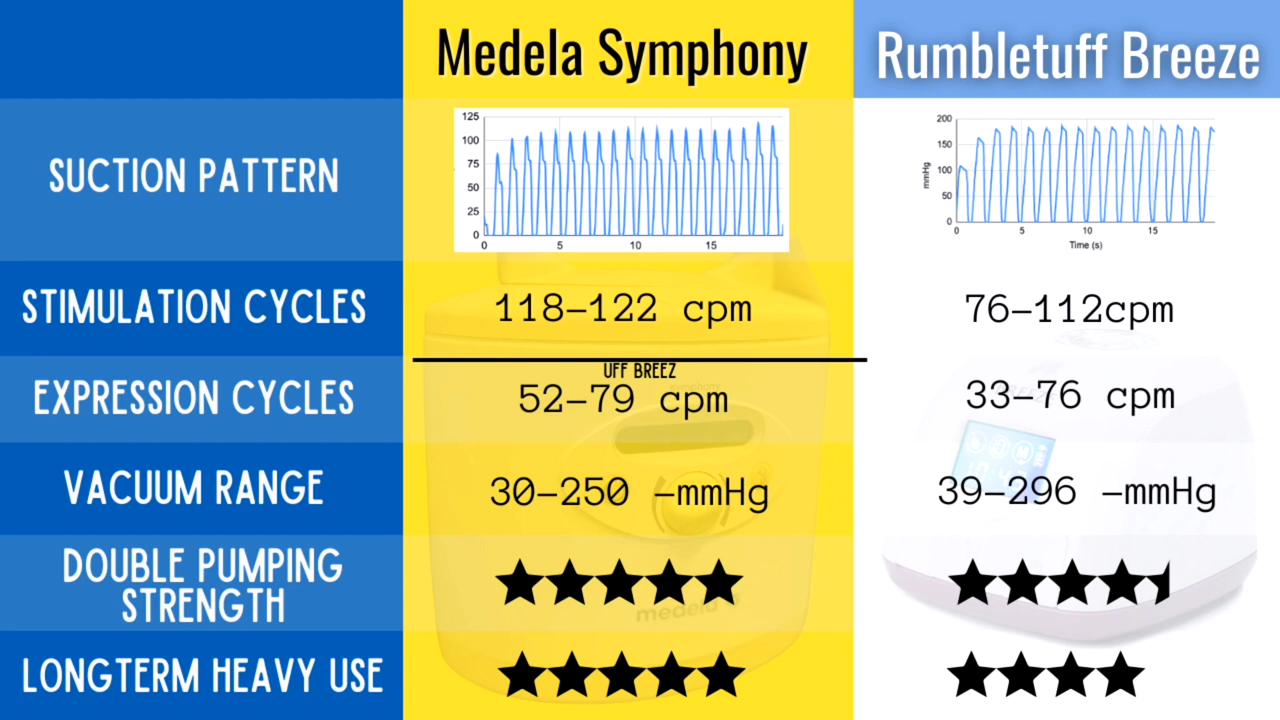 Medela Symphony
Rumbletuff Breeze
SUCTION PATTERN
125
100
75
50
25
0
0 5 10 15
mmHg
200
150
100
50
0
0 5 10 15
Time (s)
STIMULATION CYCLES
118–122 cpm
76–112cpm
UFF BREEZ
EXPRESSION CYCLES
52–79 cpm
33–76 cpm
symphony
VACUUM RANGE
30–250 –mmHg
39–296 –mmHg
DOUBLE PUMPING
STRENGTH
medela
LONGTERM HEAVY USE